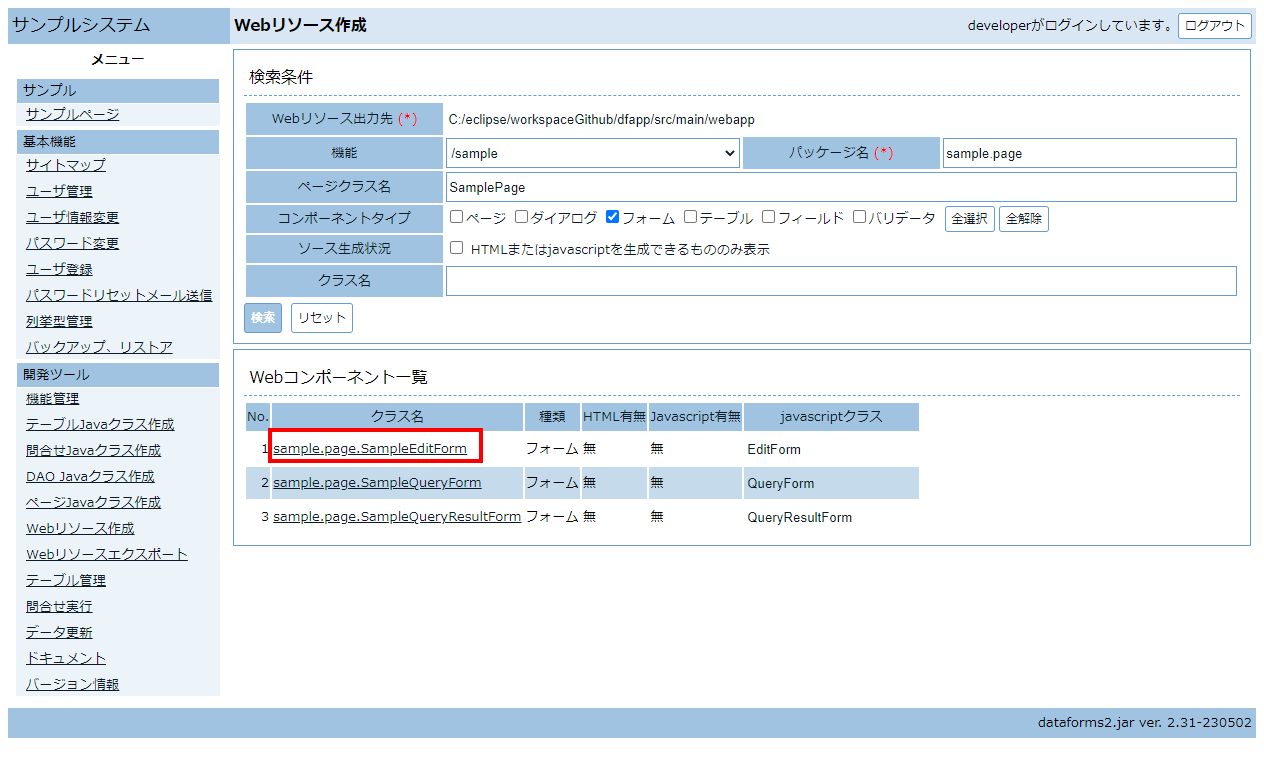 サンプルシステム
Webリソース作成
developerがログインしています。 ログアウト
メニュー
サンプル
サンプルページ
基本機能
サイトマップ
ユーザ管理
ユーザ情報変更
パスワード変更
ユーザ登録
パスワードリセットメール送信
列挙型管理
バックアップ、リストア
開発ツール
機能管理
テーブルJavaクラス作成
問合せJavaクラス作成
DAO Javaクラス作成
ページJavaクラス作成
Webリソース作成
Webリソースエクスポート
テーブル管理
問合せ実行
データ更新
ドキュメント
バージョン情報
検索条件
Webリソース出力先 (*) C:/eclipse/workspaceGithub/dfapp/src/main/webapp
機能 /sample パッケージ名 (*) sample.page
ページクラス名 SamplePage
コンポーネントタイプ ページ ダイアログ フォーム テーブル フィールド バリデータ 全選択 全解除
ソース生成状況 HTMLまたはjavascriptを生成できるもののみ表示
クラス名
検索 リセット
Webコンポーネント一覧
No. クラス名 種類 HTML有無 Javascript有無 javascriptクラス
1 sample.page.SampleEditForm フォーム 無 無 EditForm
2 sample.page.SampleQueryForm フォーム 無 無 QueryForm
3 sample.page.SampleQueryResultForm フォーム 無 無 QueryResultForm
dataforms2.jar ver. 2.31-230502